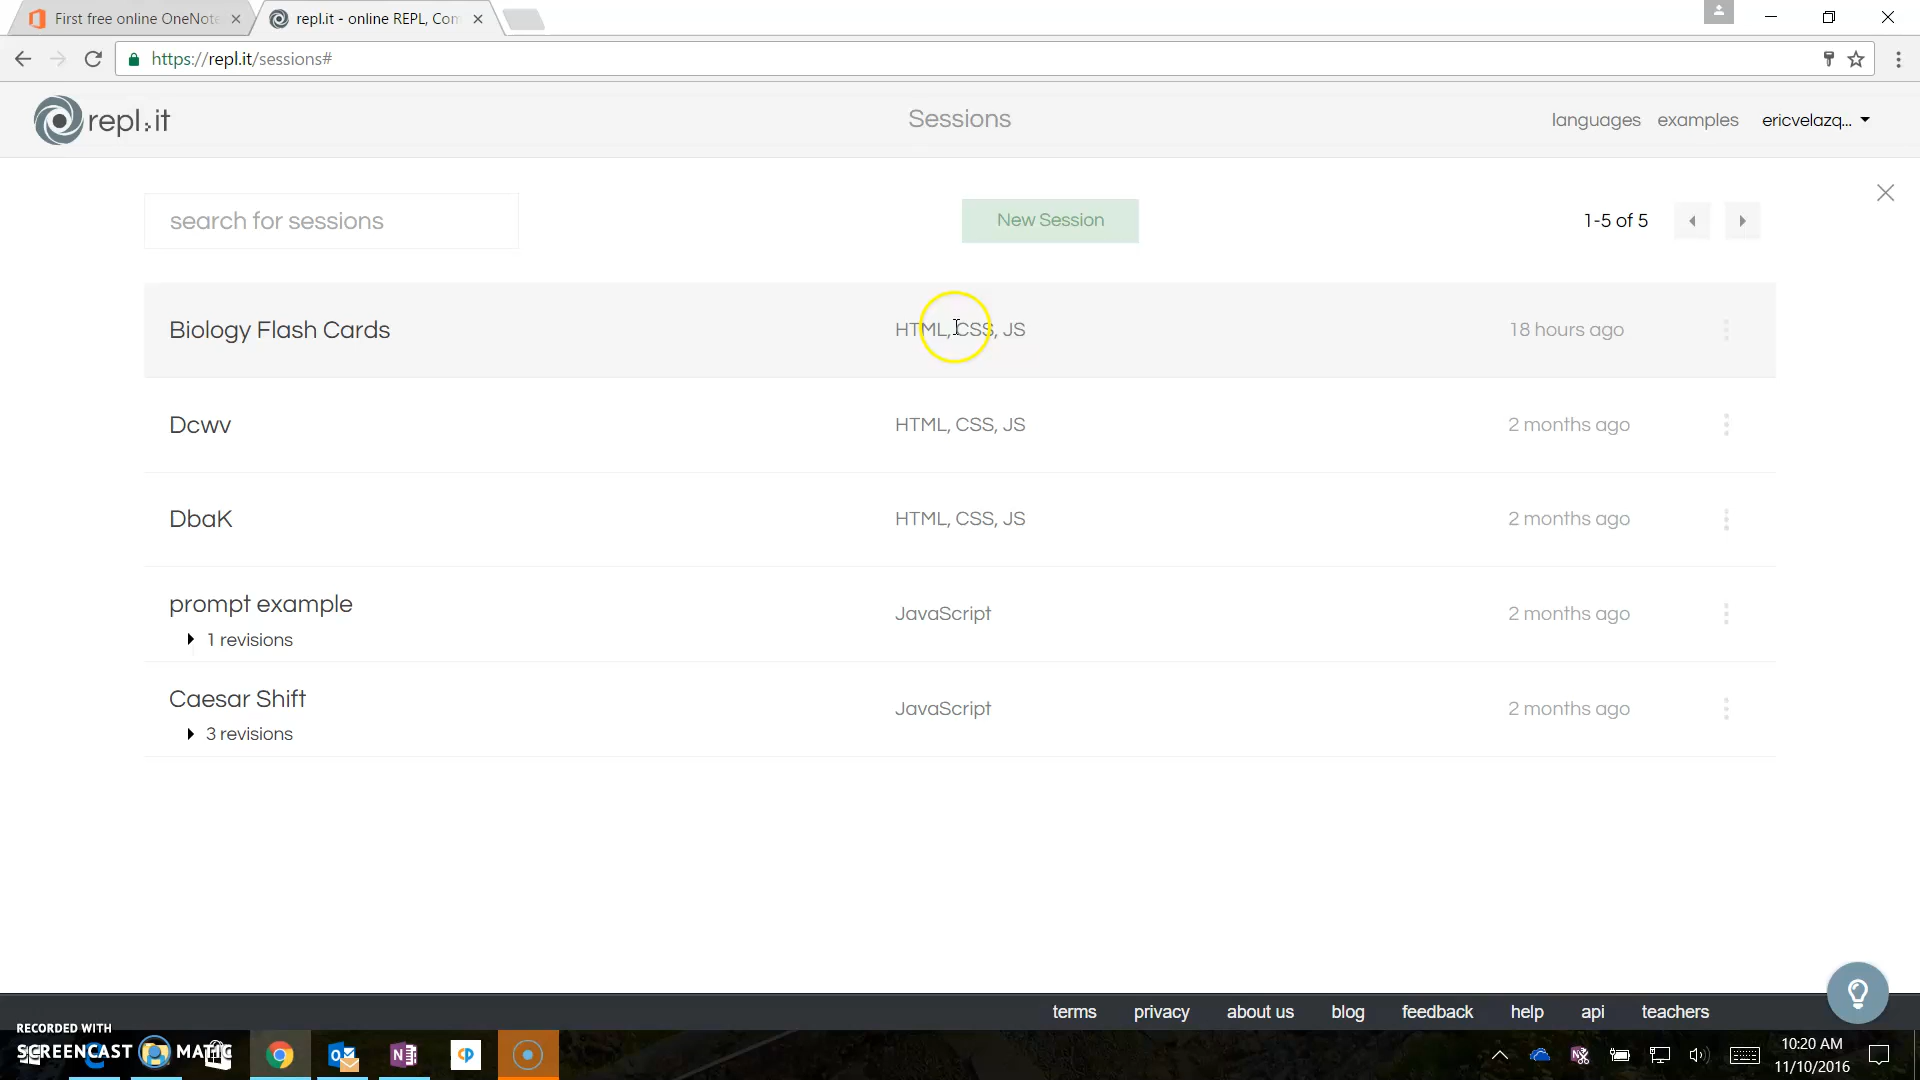 First free online OneNote
repl.it - online REPL, Com
https://repl.it/sessions#
repl.it
Sessions
languages
examples
ericvelazq...
search for sessions
New Session
1-5 of 5
Biology Flash Cards
HTML, CSS, JS
18 hours ago
Dcwv
HTML, CSS, JS
2 months ago
DbaK
HTML, CSS, JS
2 months ago
prompt example
1 revisions
JavaScript
2 months ago
Caesar Shift
3 revisions
JavaScript
2 months ago
terms
privacy
about us
blog
feedback
help
api
teachers
RECORDED WITH
SCREENCAST MATIC
10:20 AM
11/10/2016